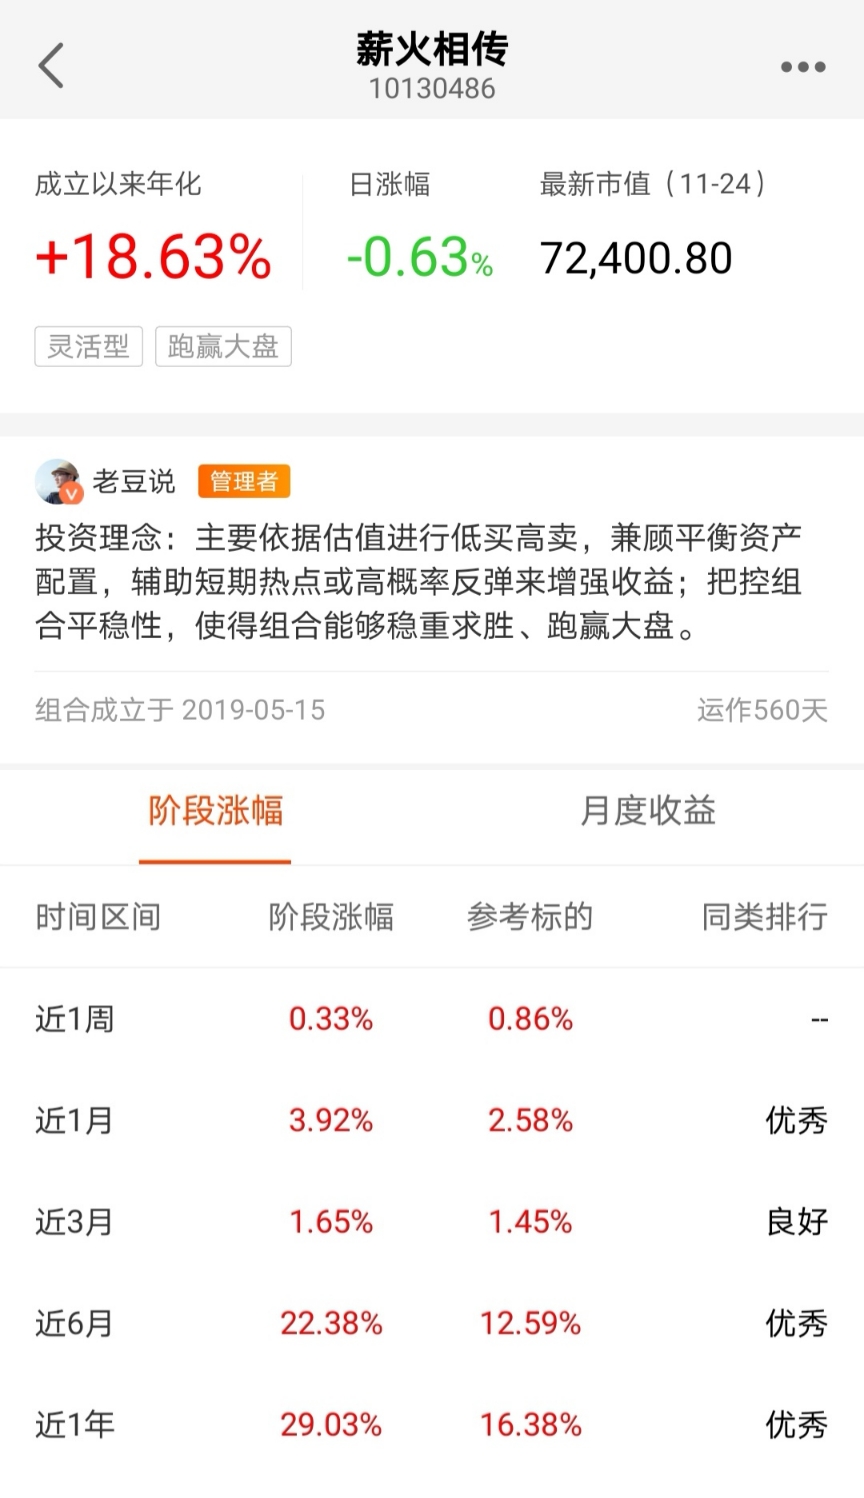 薪火相传
10130486
成立以来年化 日涨幅 最新市值（11-24）
+18.63% -0.63% 72,400.80
灵活型 跑赢大盘
老豆说 管理者
投资理念：主要依据估值进行低买高卖，兼顾平衡资产
配置，辅助短期热点或高概率反弹来增强收益；把控组
合平稳性，使得组合能够稳重求胜、跑赢大盘。
组合成立于 2019-05-15 运作560天
阶段涨幅 月度收益
时间区间 阶段涨幅 参考标的 同类排行
近1周 0.33% 0.86% --
近1月 3.92% 2.58% 优秀
近3月 1.65% 1.45% 良好
近6月 22.38% 12.59% 优秀
近1年 29.03% 16.38% 优秀